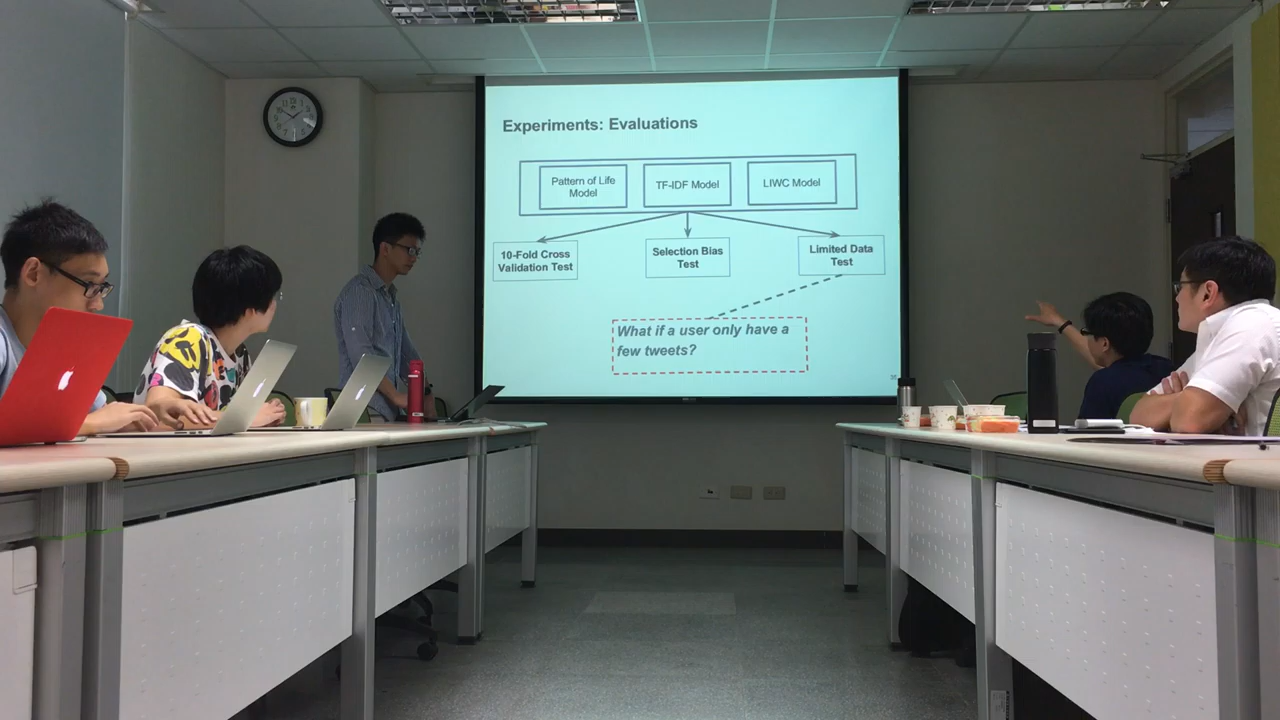 Experiments: Evaluations
Pattern of Life
Model
TF-IDF Model
LIWC Model
10-Fold Cross
Validation Test
Selection Bias
Test
Limited Data
Test
What if a user only have a
few tweets?